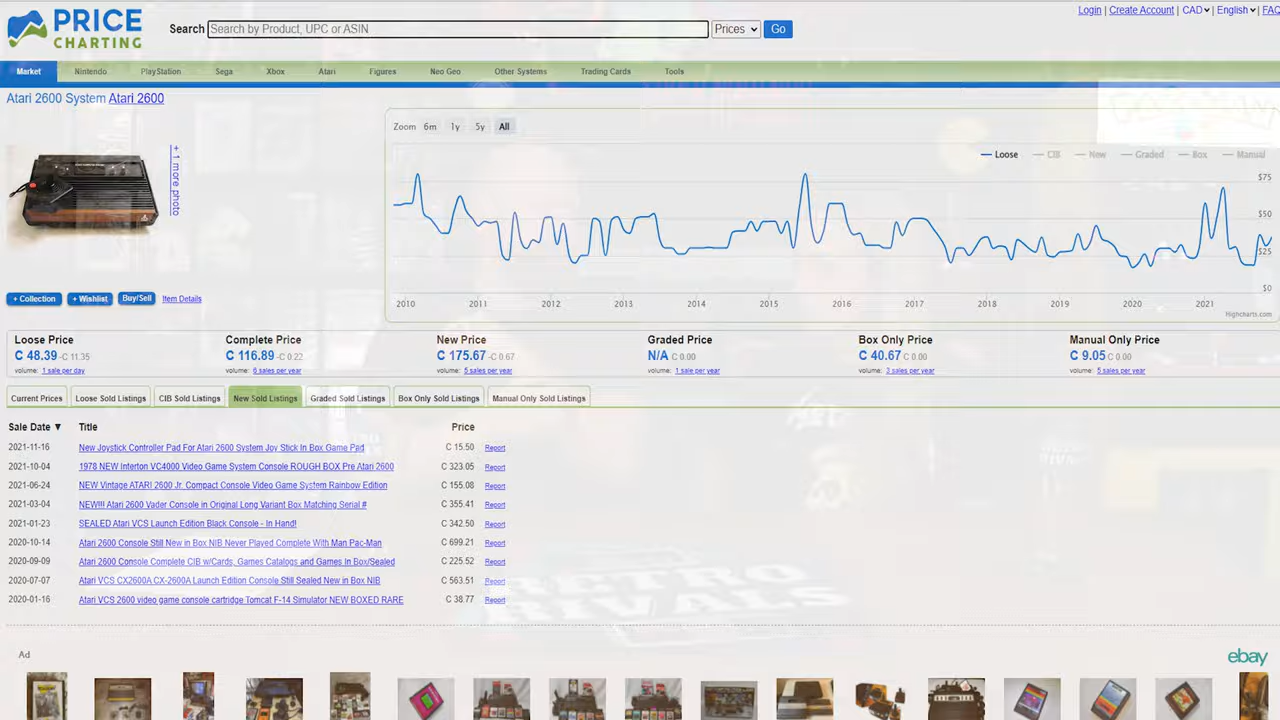 PRICE
CHARTING
Search
Search by Product, UPC or ASIN
Prices
Go
Login | Create Account | CAD | English | FAQ
Market
Nintendo
PlayStation
Sega
Xbox
Atari
Figures
Neo Geo
Other Systems
Trading Cards
Tools
Atari 2600 System Atari 2600
+ 1 more photo
Zoom 6m 1y 5y All
Loose CIB New Graded Box Manual
$75
$50
$25
$0
2010 2011 2012 2013 2014 2015 2016 2017 2018 2019 2020 2021
Highcharts.com
+ Collection
+ Wishlist
Buy/Sell
Item Details
Loose Price Complete Price New Price Graded Price Box Only Price Manual Only Price
C 48.39 -C 11.35 C 116.89 -C 0.22 C 175.67 -C 0.67 N/A C 0.00 C 40.67 C 0.00 C 9.05 C 0.00
volume: 1 sale per day volume: 6 sales per year volume: 5 sales per year volume: 1 sale per year volume: 3 sales per year volume: 5 sales per year
Current Prices Loose Sold Listings CIB Sold Listings New Sold Listings Graded Sold Listings Box Only Sold Listings Manual Only Sold Listings
Sale Date ▼ Title Price
2021-11-16 New Joystick Controller Pad For Atari 2600 System Joy Stick In Box Game Pad C 15.50 Report
2021-10-04 1978 NEW Interton VC4000 Video Game System Console ROUGH BOX Pre Atari 2600 C 323.05 Report
2021-06-24 NEW Vintage ATARI 2600 Jr. Compact Console Video Game System Rainbow Edition C 155.08 Report
2021-03-04 NEW!!! Atari 2600 Vader Console in Original Long Variant Box Matching Serial # C 355.41 Report
2021-01-23 SEALED Atari VCS Launch Edition Black Console - In Hand! C 342.50 Report
2020-10-14 Atari 2600 Console Still New in Box NIB Never Played Complete With Man Pac-Man C 699.21 Report
2020-09-09 Atari 2600 Console Complete CIB w/Cards, Games Catalogs and Games In Box/Sealed C 225.52 Report
2020-07-07 Atari VCS CX2600A CX-2600A Launch Edition Console Still Sealed New in Box NIB C 563.51 Report
2020-01-16 Atari VCS 2600 video game console cartridge Tomcat F-14 Simulator NEW BOXED RARE C 38.77 Report
RETRO
RIVALS
Ad
ebay